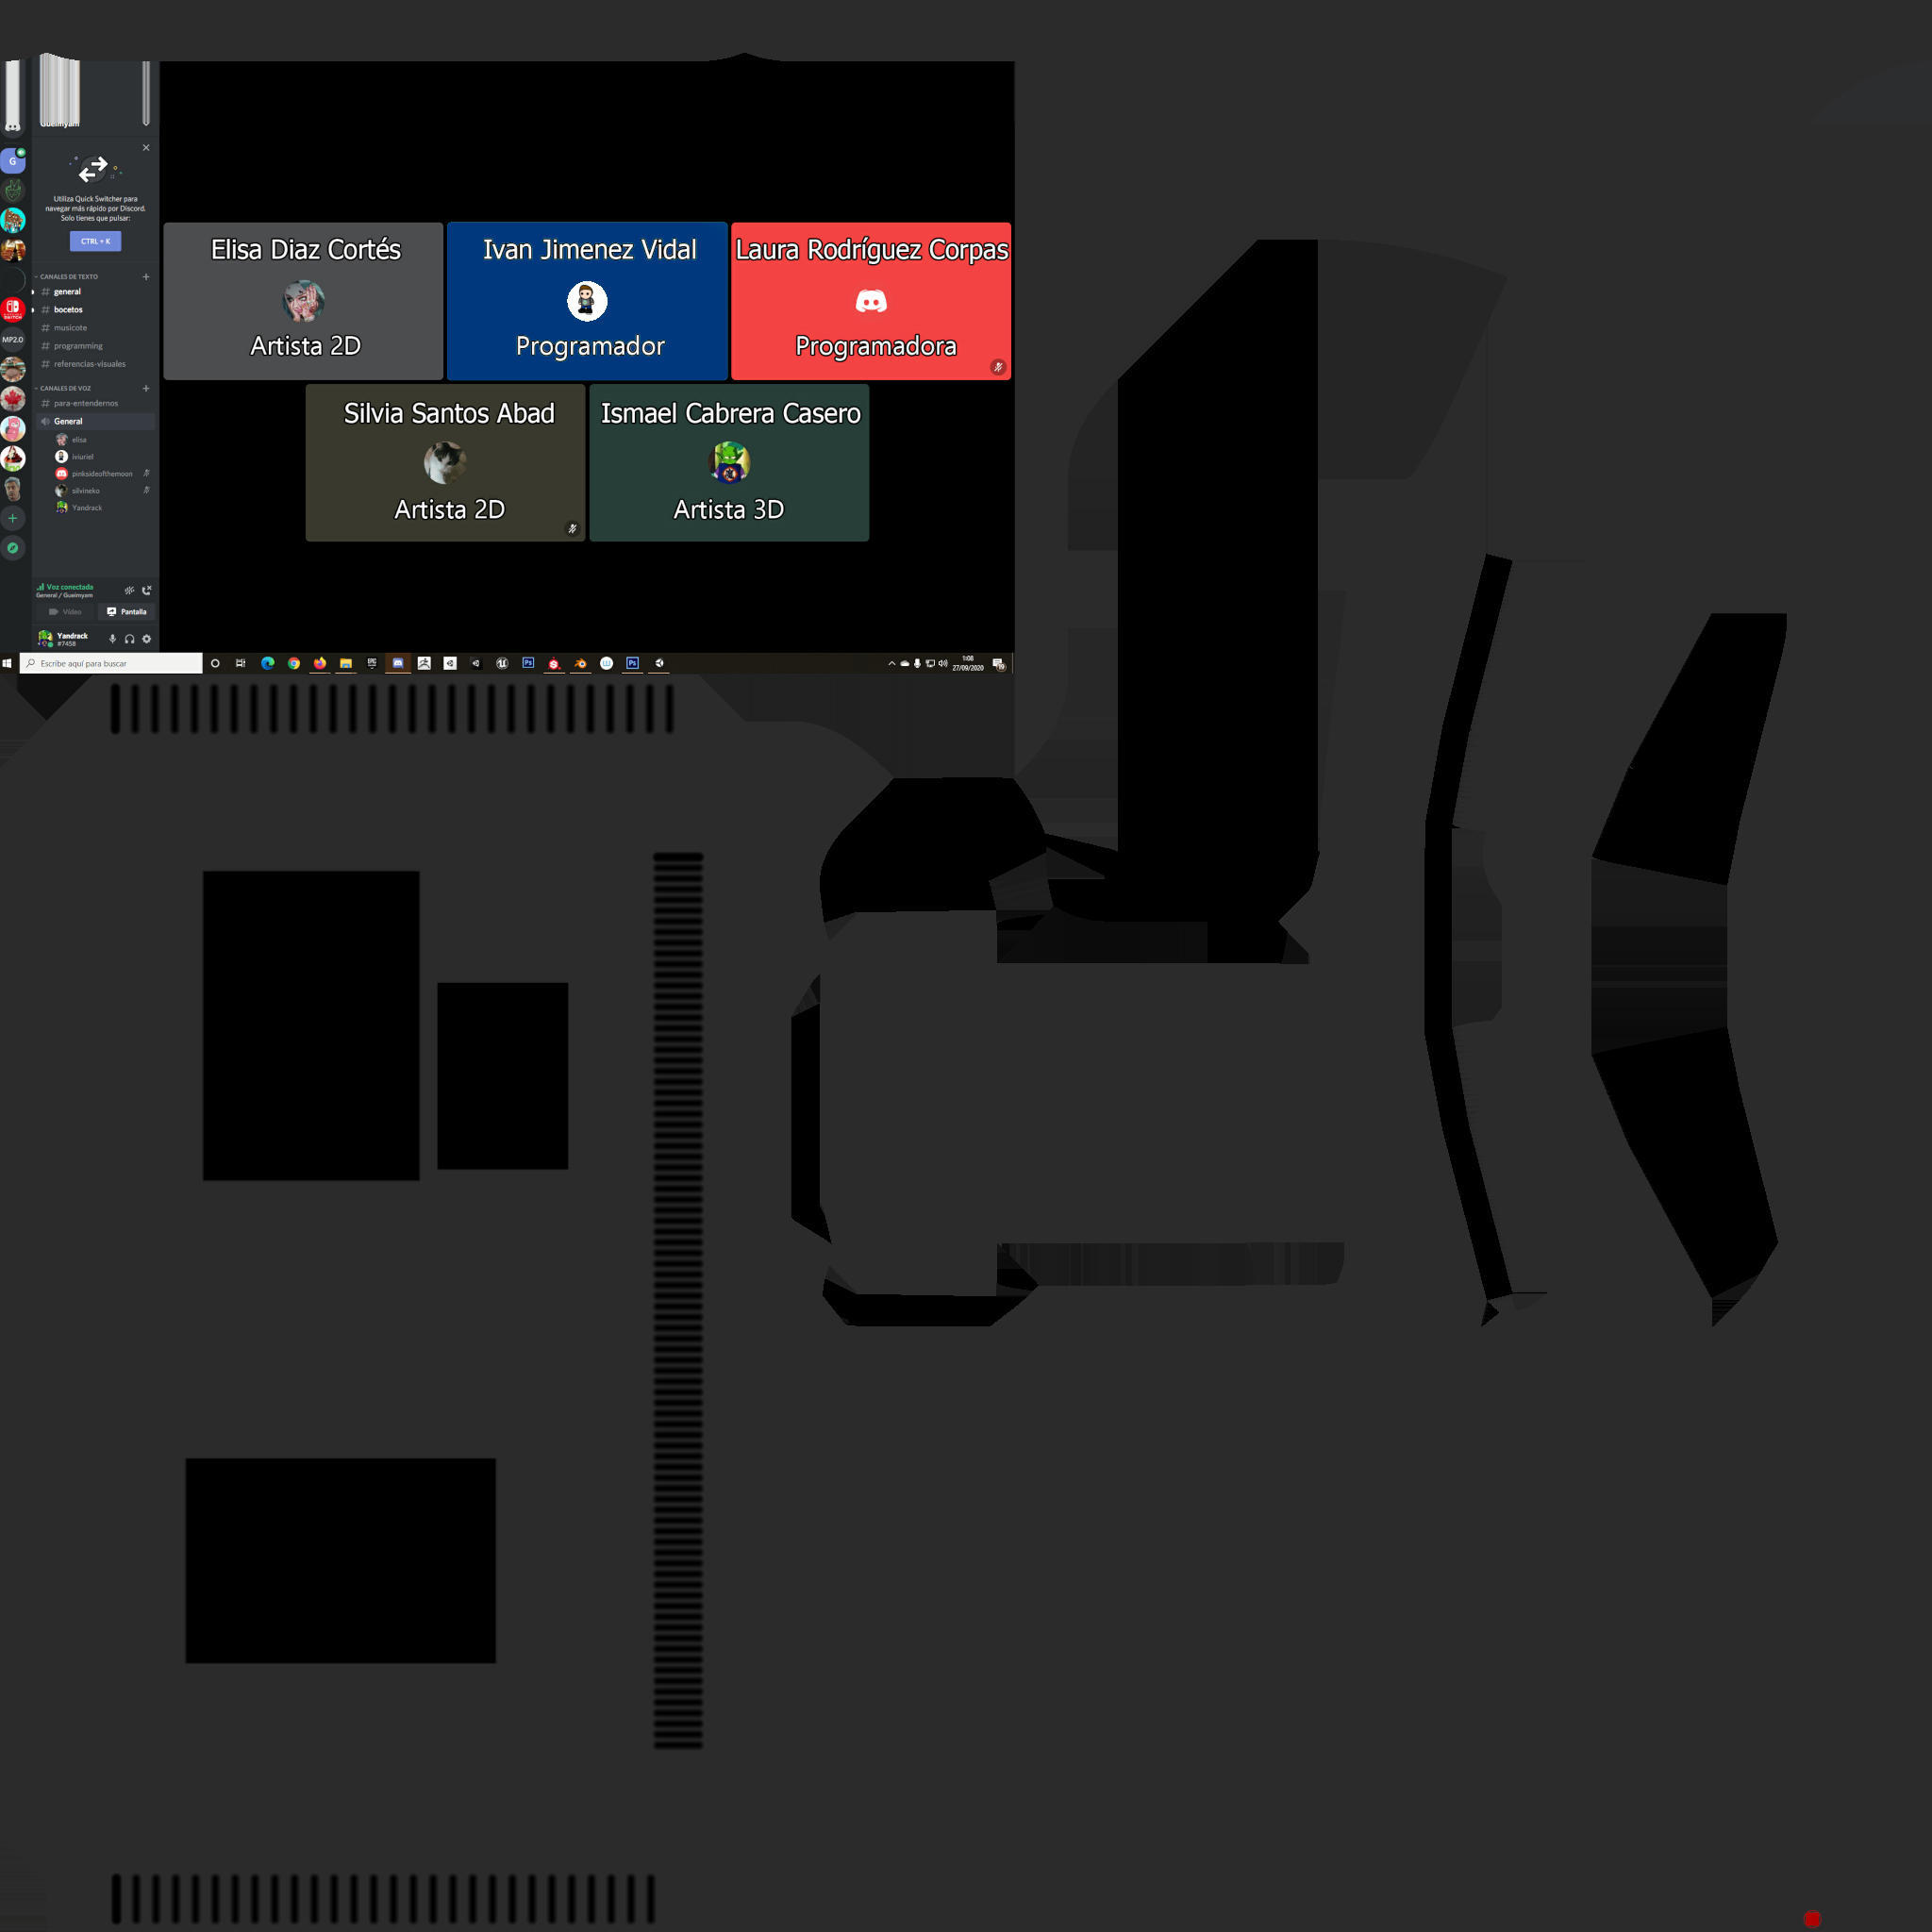 Gueimyam
G
Utiliza Quick Switcher para
navegar más rápido por Discord.
Solo tienes que pulsar:
CTRL + K
CANALES DE TEXTO
general
bocetos
musicote
programming
referencias-visuales
CANALES DE VOZ
para-entendernos
General
elisa
iviuriel
pinksideofthemoon
silvineko
Yandrack
MP2.0
Voz conectada
General / Gueimyam
Vídeo
Pantalla
Yandrack
#7458
Elisa Diaz Cortés
Artista 2D
Ivan Jimenez Vidal
Programador
Laura Rodríguez Corpas
Programadora
Silvia Santos Abad
Artista 2D
Ismael Cabrera Casero
Artista 3D
Escribe aquí para buscar
Ps
Ps
1:08
27/09/2020